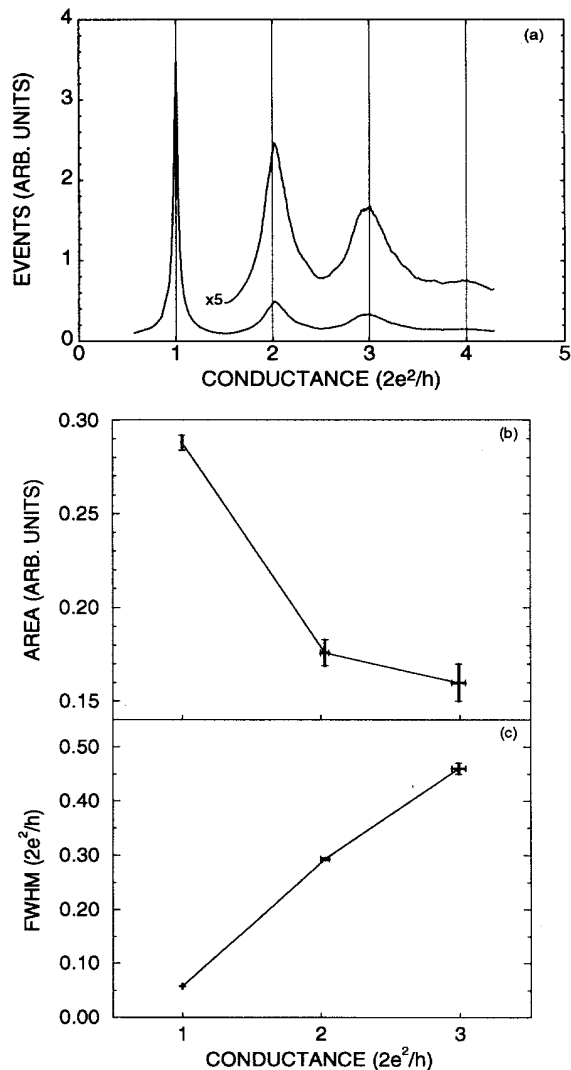 (a)
4
3
2
1
0
EVENTS (ARB. UNITS)
x5
0 1 2 3 4 5
CONDUCTANCE (2e²/h)
(b)
0.30
0.25
0.20
0.15
AREA (ARB. UNITS)
(c)
0.50
0.40
0.30
0.20
0.10
0.00
FWHM (2e²/h)
1 2 3
CONDUCTANCE (2e²/h)